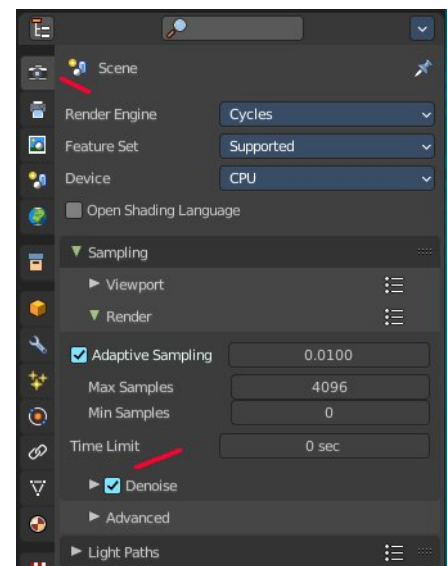 Scene
Render Engine Cycles
Feature Set Supported
Device CPU
Open Shading Language
Sampling
Viewport
Render
Adaptive Sampling 0.0100
Max Samples 4096
Min Samples 0
Time Limit 0 sec
Denoise
Advanced
Light Paths